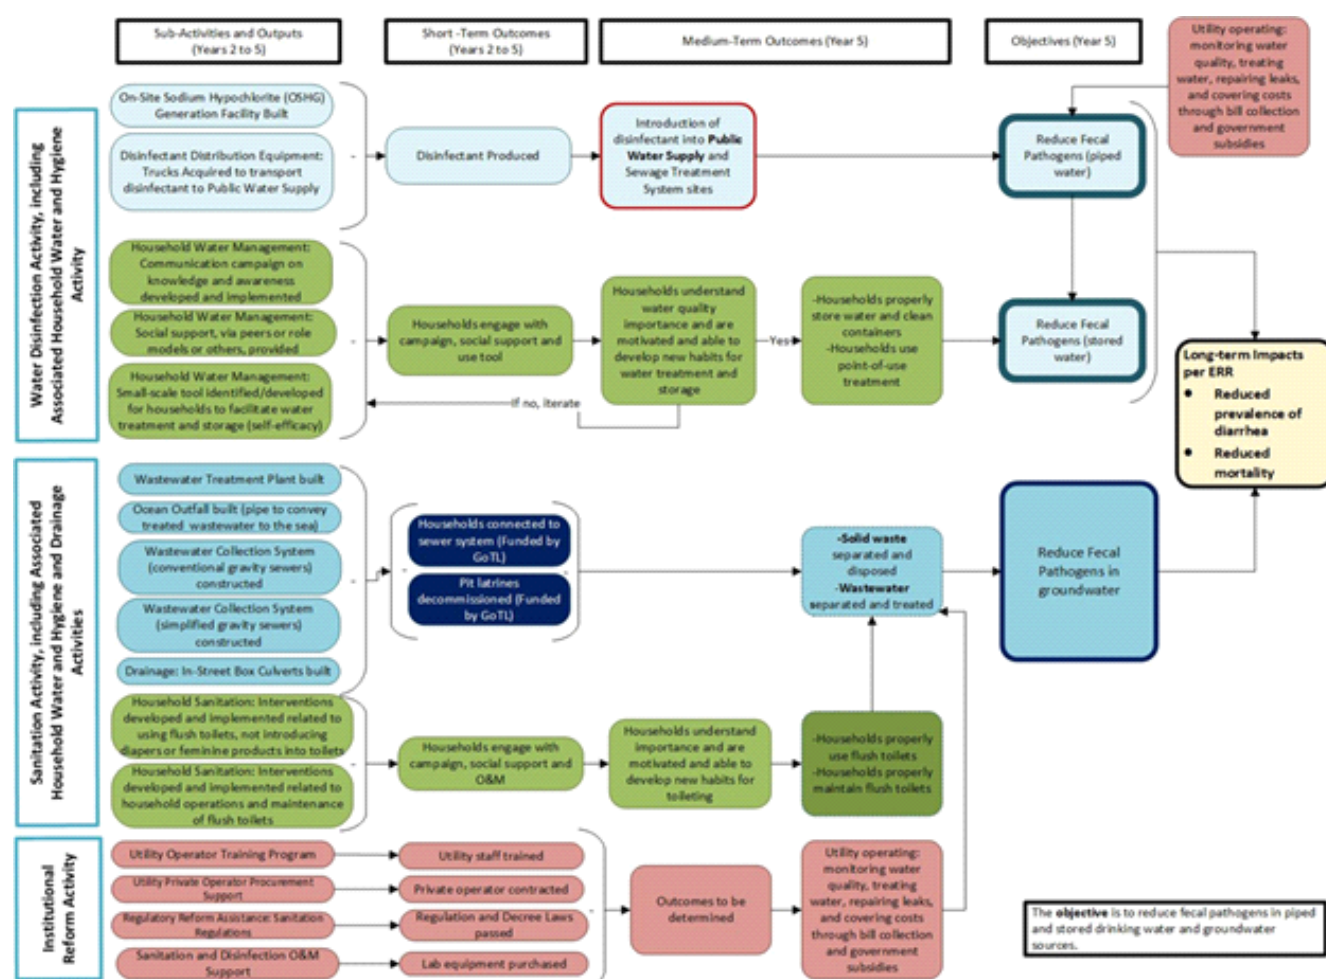 Sub-Activities and Outputs
(Years 2 to 5)
Short -Term Outcomes
(Years 2 to 5)
Medium-Term Outcomes (Year 5)
Objectives (Year 5)
Utility operating:
monitoring water
quality, treating
water, repairing leaks,
and covering costs
through bill collection
and government
subsidies
Water Disinfection Activity, including
Associated Household Water and Hygiene
Activity
On-Site Sodium Hypochlorite (OSHG)
Generation Facility Built
Disinfectant Distribution Equipment:
Trucks Acquired to transport
disinfectant to Public Water Supply
Disinfectant Produced
Introduction of
disinfectant into Public
Water Supply and
Sewage Treatment
System sites
Reduce Fecal
Pathogens (piped
water)
Household Water Management:
Communication campaign on
knowledge and awareness
developed and implemented
Household Water Management:
Social support, via peers or role
models or others, provided
Household Water Management:
Small-scale tool identified/developed
for households to facilitate water
treatment and storage (self-efficacy)
Households engage with
campaign, social support and
use tool
Households understand
water quality
importance and are
motivated and able to
develop new habits for
water treatment and
storage
Yes
If no, iterate
-Households properly
store water and clean
containers
-Households use
point-of-use
treatment
Reduce Fecal
Pathogens (stored
water)
Long-term Impacts
per ERR
● Reduced
prevalence of
diarrhea
● Reduced
mortality
Sanitation Activity, including Associated
Household Water and Hygiene and Drainage
Activities
Wastewater Treatment Plant built
Ocean Outfall built (pipe to convey
treated wastewater to the sea)
Wastewater Collection System
(conventional gravity sewers)
constructed
Wastewater Collection System
(simplified gravity sewers)
constructed
Drainage: In-Street Box Culverts built
Households connected to
sewer system (Funded by
GoTL)
Pit latrines
decommissioned (Funded
by GoTL)
-Solid waste
separated and
disposed
-Wastewater
separated and treated
Reduce Fecal
Pathogens in
groundwater
Household Sanitation: Interventions
developed and implemented related to
using flush toilets, not introducing
diapers or feminine products into toilets
Household Sanitation: Interventions
developed and implemented related to
household operations and maintenance
of flush toilets
Households engage with
campaign, social support and
O&M
Households understand
importance and are
motivated and able to
develop new habits for
toileting
-Households properly
use flush toilets
-Households properly
maintain flush toilets
Institutional
Reform Activity
Utility Operator Training Program
Utility Private Operator Procurement
Support
Regulatory Reform Assistance: Sanitation
Regulations
Sanitation and Disinfection O&M
Support
Utility staff trained
Private operator contracted
Regulation and Decree Laws
passed
Lab equipment purchased
Outcomes to be
determined
Utility operating:
monitoring water
quality, treating
water, repairing leaks,
and covering costs
through bill collection
and government
subsidies
The objective is to reduce fecal pathogens in piped
and stored drinking water and groundwater
sources.